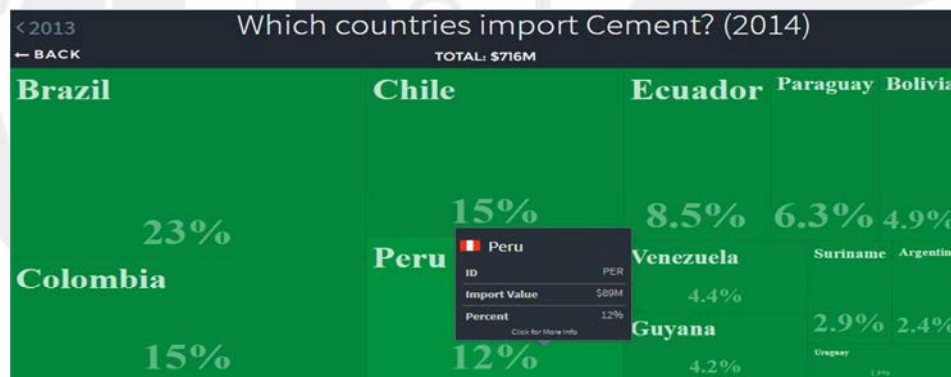 < 2013
Which countries import Cement? (2014)
← BACK
TOTAL: $716M
Brazil
23%
Chile
15%
Ecuador
8.5%
Paraguay
6.3%
Bolivia
4.9%
Colombia
15%
Peru
12%
Peru
ID PER
Import Value $89M
Percent 12%
Click for More Info
Venezuela
4.4%
Guyana
4.2%
Suriname
2.9%
Argentin
2.4%
Uruguay